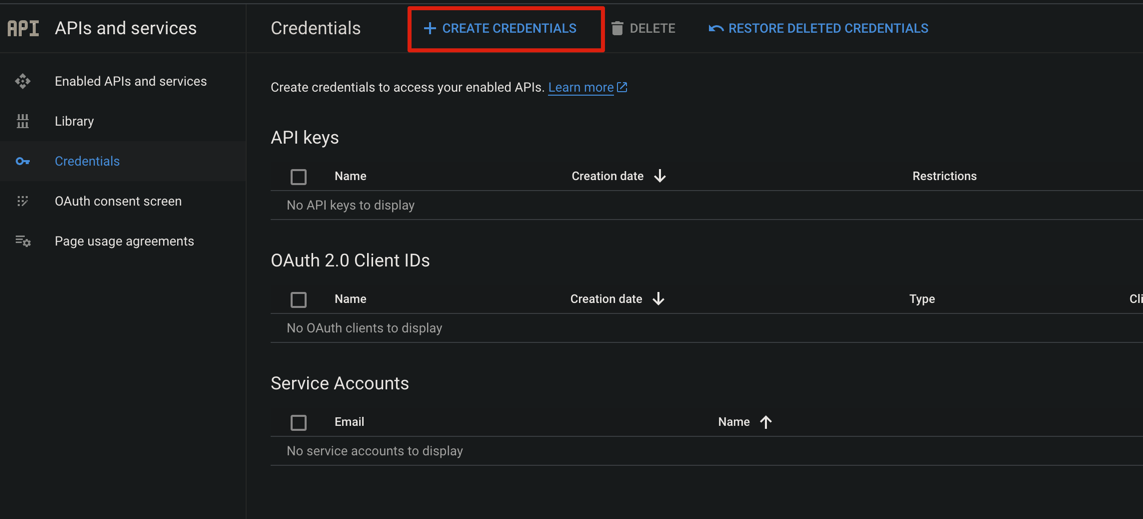 API APIs and services
Enabled APIs and services
Library
Credentials
OAuth consent screen
Page usage agreements
Credentials
CREATE CREDENTIALS
DELETE
RESTORE DELETED CREDENTIALS
Create credentials to access your enabled APIs. Learn more
API keys
Name Creation date Restrictions
No API keys to display
OAuth 2.0 Client IDs
Name Creation date Type
No OAuth clients to display
Service Accounts
Email Name
No service accounts to display